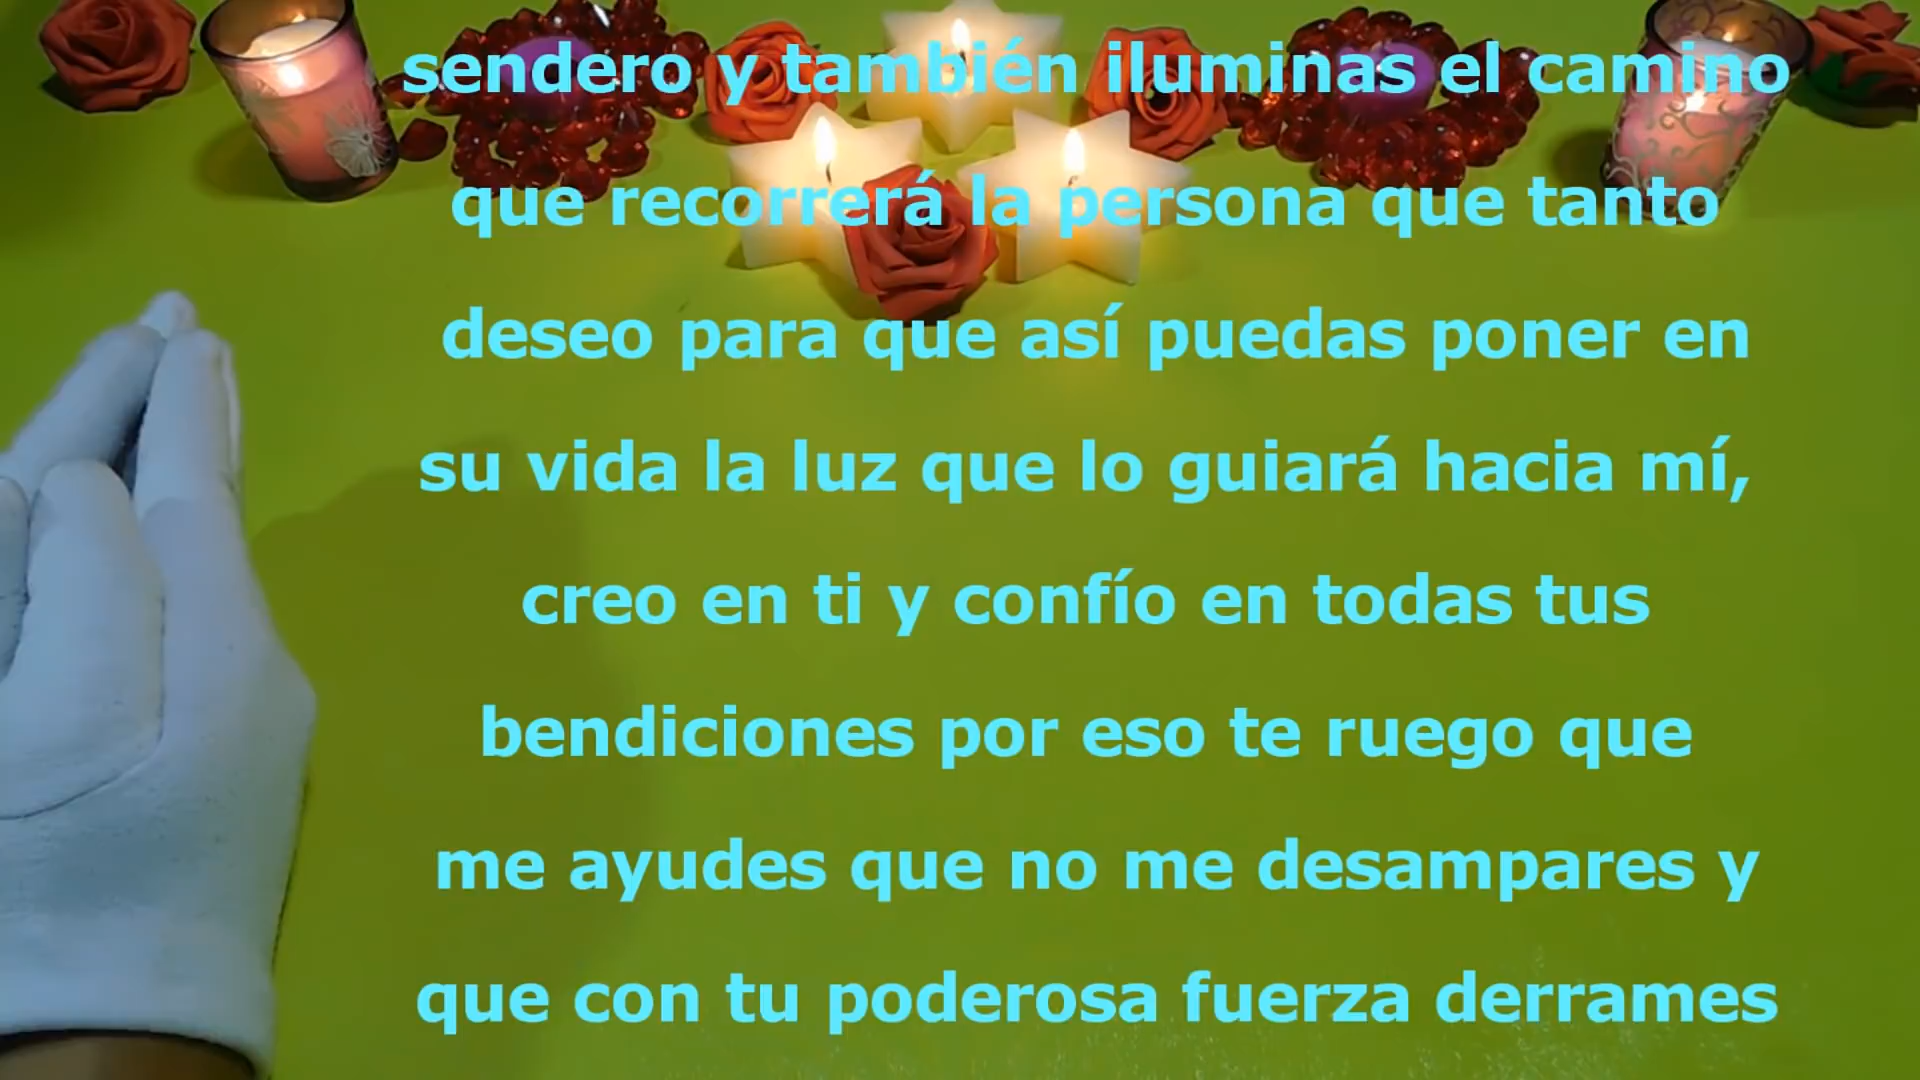 sendero y también iluminas el camino
que recorrerá la persona que tanto
deseo para que así puedas poner en
su vida la luz que lo guiará hacia mí,
creo en ti y confío en todas tus
bendiciones por eso te ruego que
me ayudes que no me desampares y
que con tu poderosa fuerza derrames